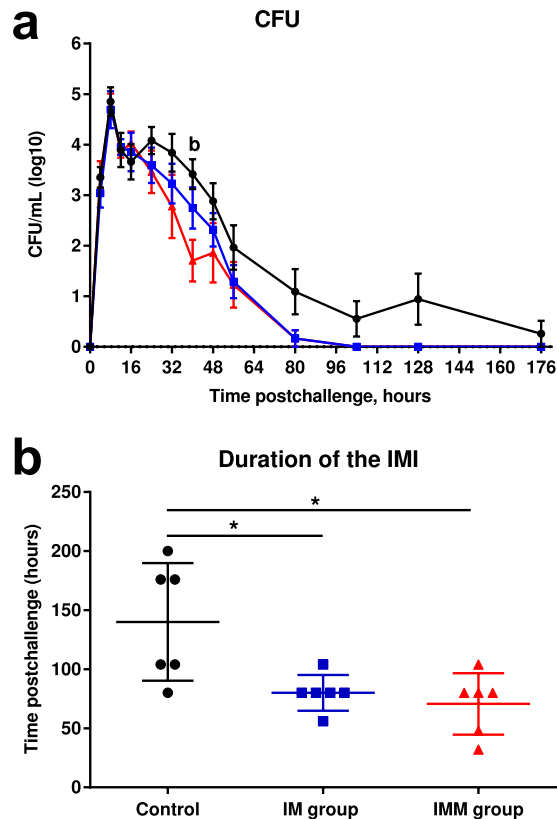 a
CFU
6
5
4
3
2
1
0
CFU/mL (log10)
b
0 16 32 48 64 80 96 112 128 144 160 176
Time postchallenge, hours
b
Duration of the IMI
250
200
150
100
50
0
Time postchallenge (hours)
*
*
Control IM group IMM group